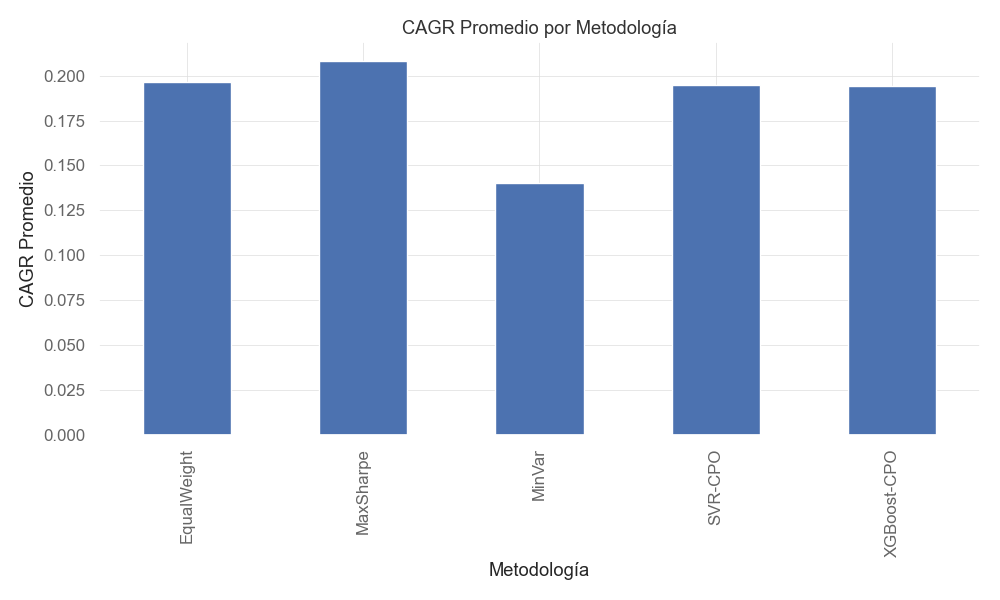 CAGR Promedio por Metodología
CAGR Promedio
0.200
0.175
0.150
0.125
0.100
0.075
0.050
0.025
0.000
EqualWeight
MaxSharpe
MinVar
SVR-CPO
XGBoost-CPO
Metodología